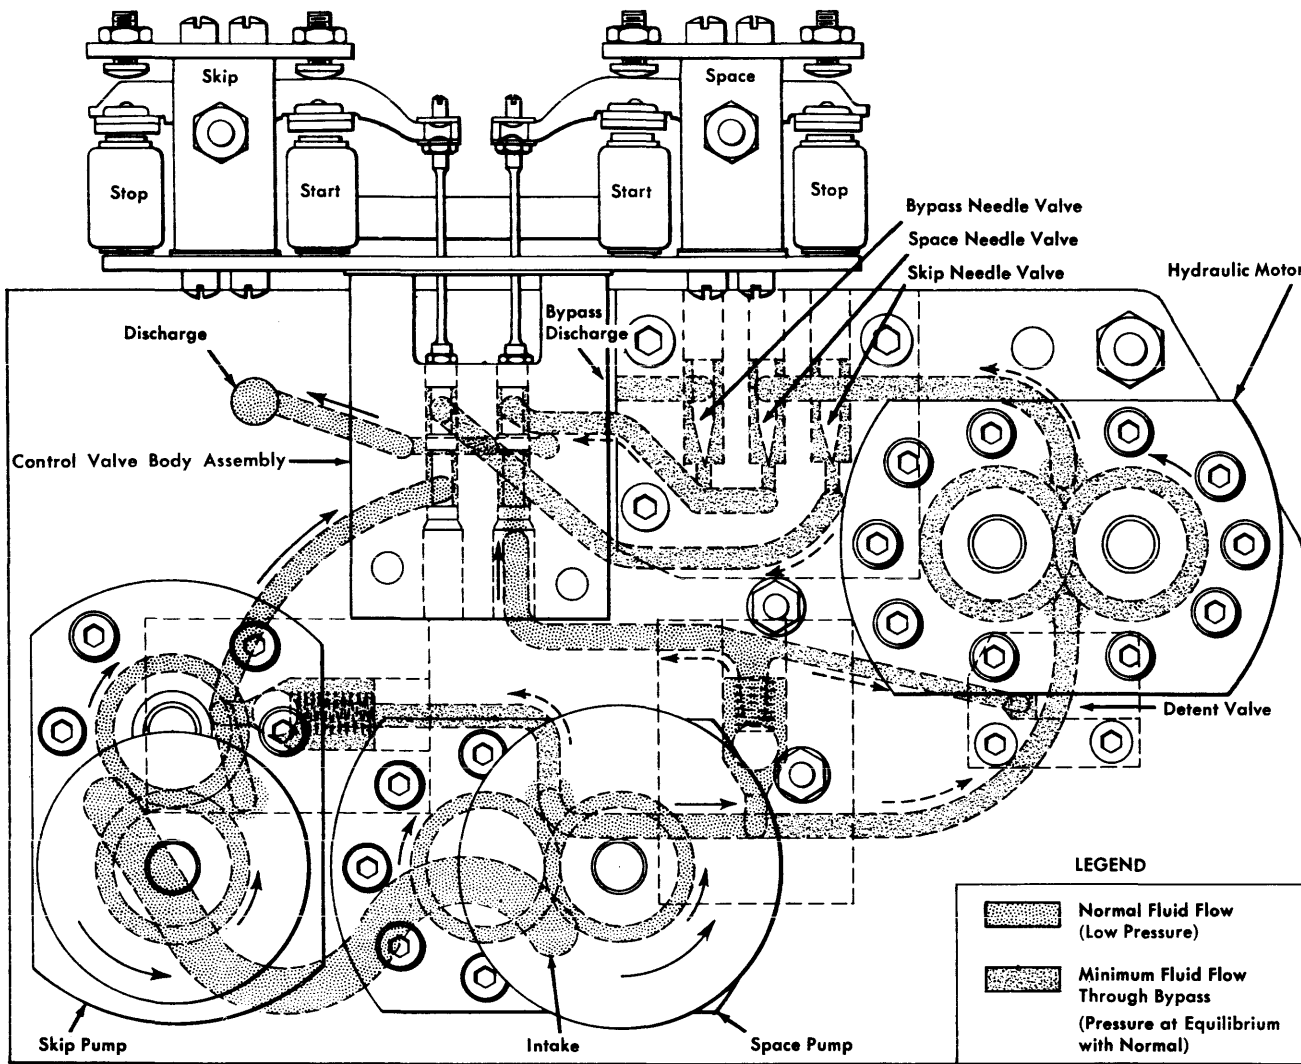 Skip
Space
Stop
Start
Start
Stop
Bypass Needle Valve
Space Needle Valve
Skip Needle Valve
Hydraulic Motor
Discharge
Bypass
Discharge
Control Valve Body Assembly
Detent Valve
LEGEND
Normal Fluid Flow
(Low Pressure)
Minimum Fluid Flow
Through Bypass
(Pressure at Equilibrium
with Normal)
Skip Pump
Intake
Space Pump